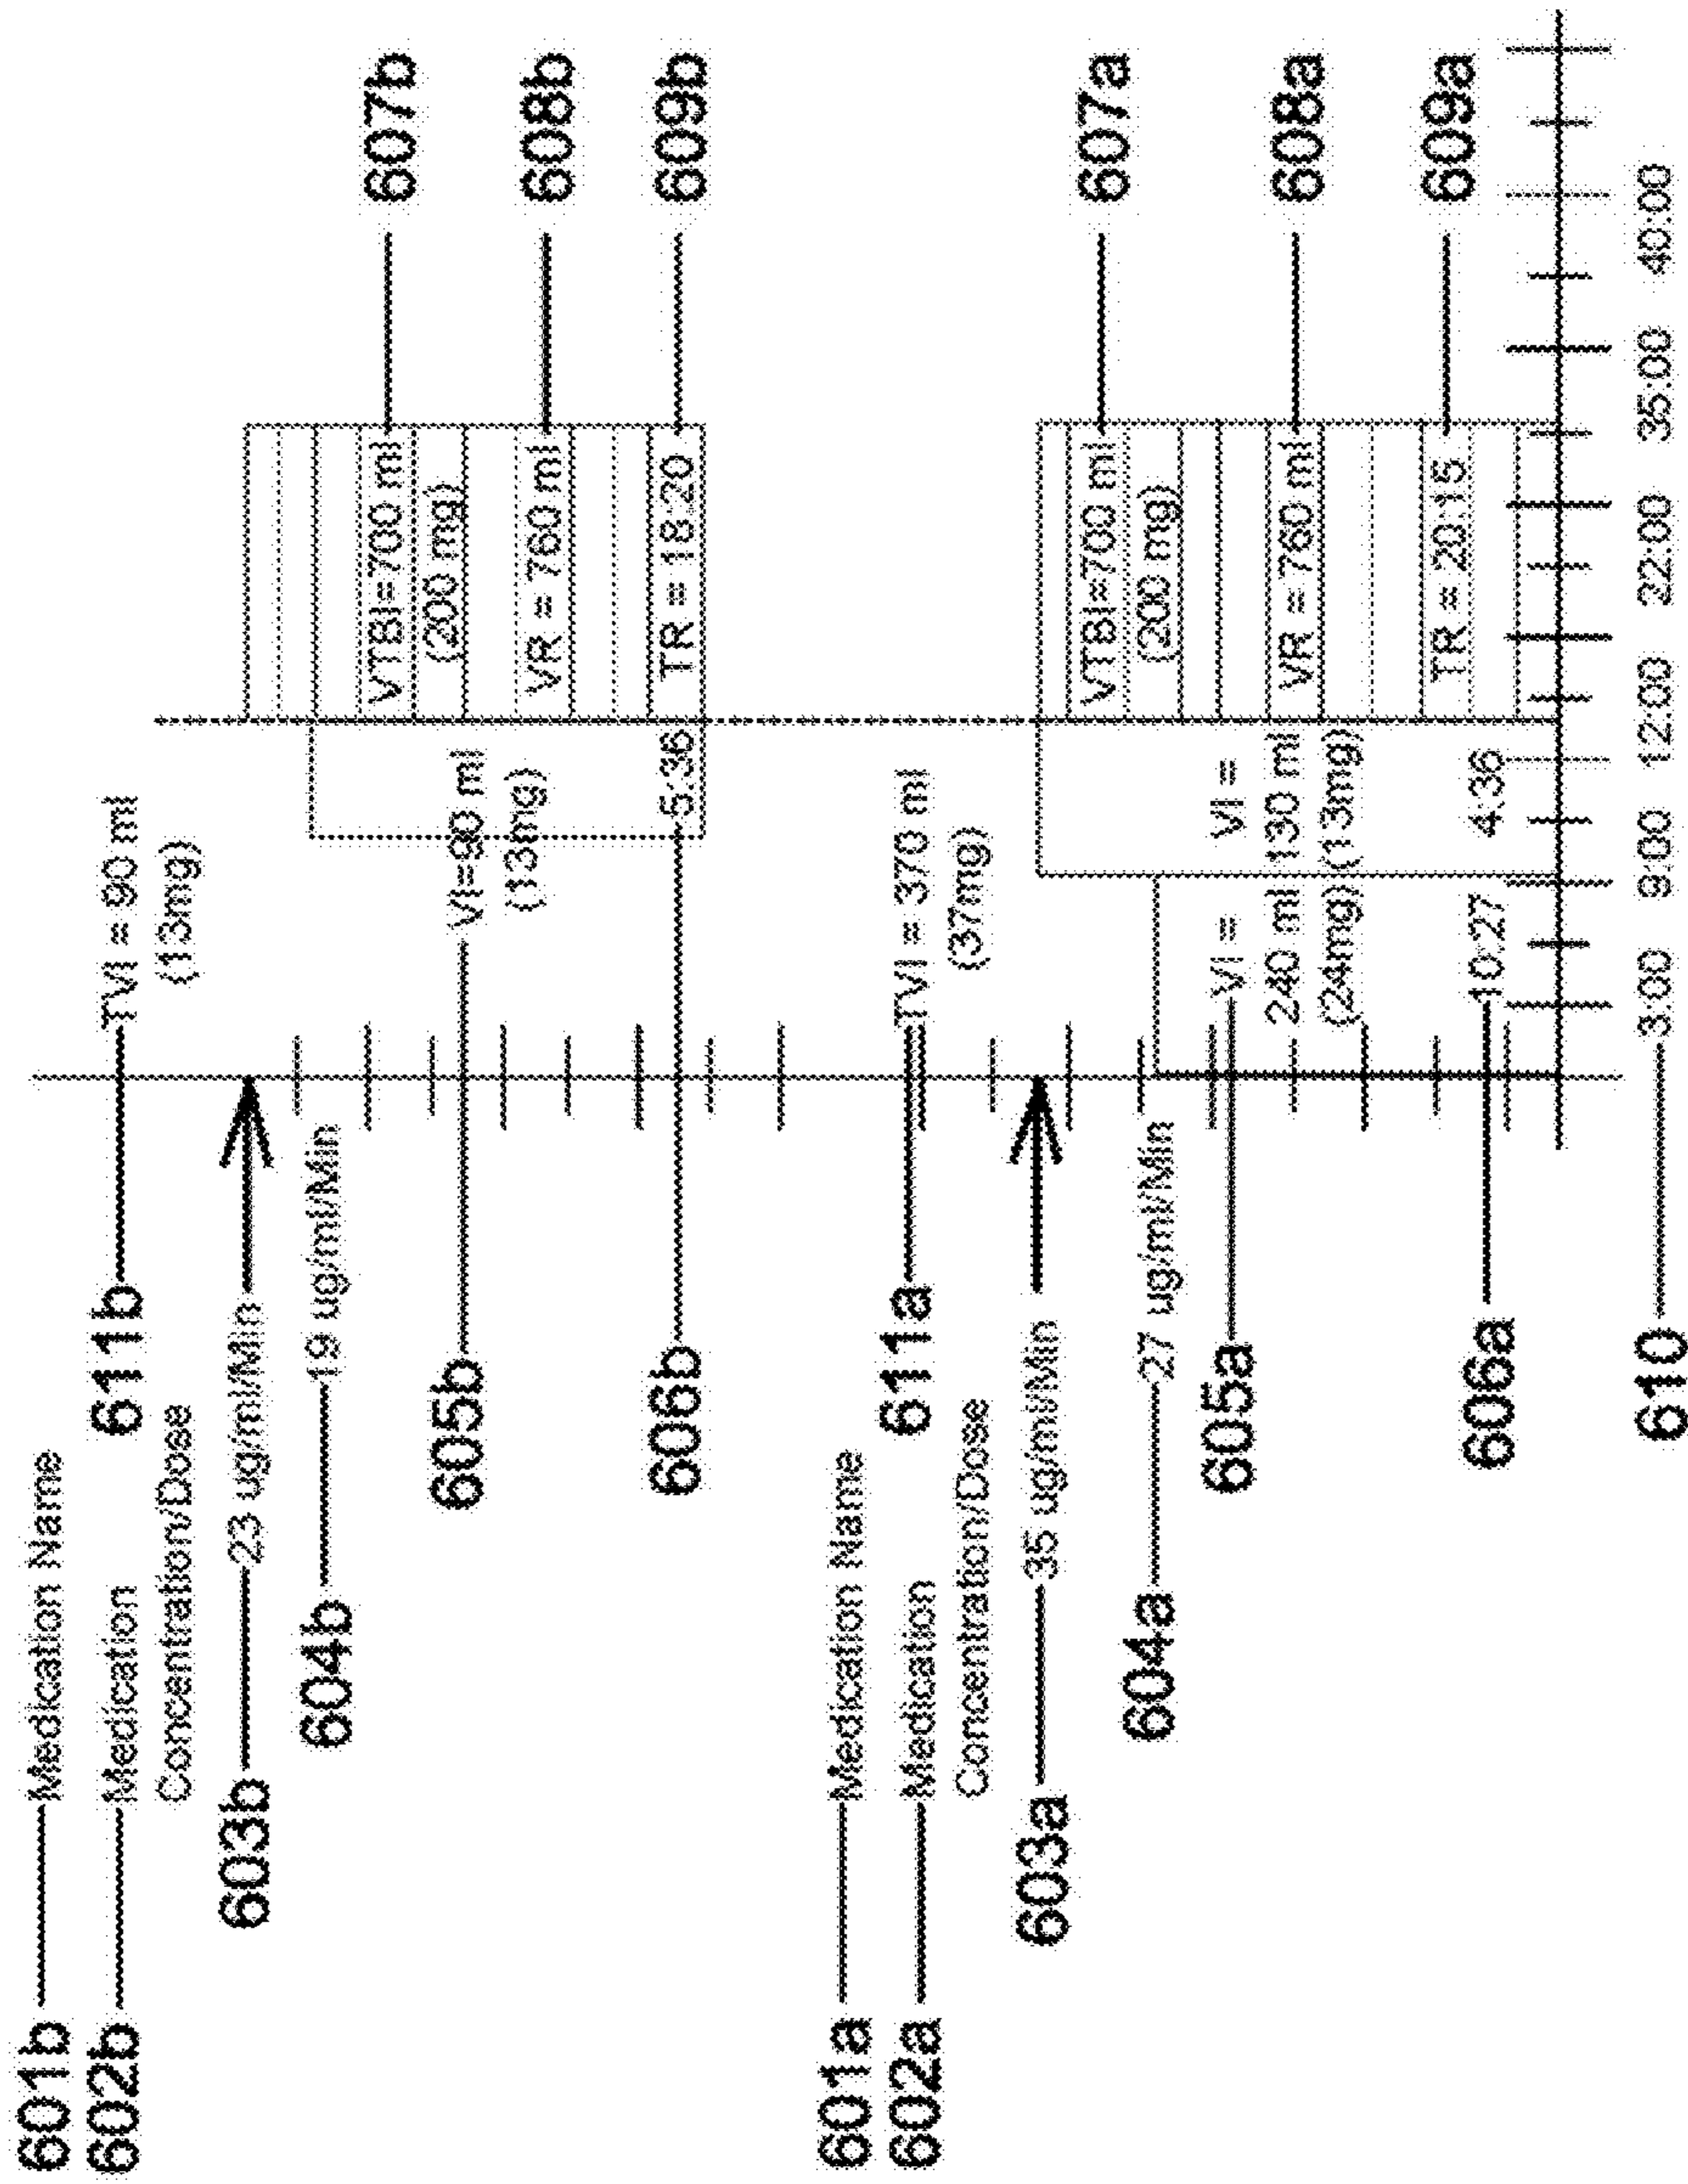 601b Medication Name
611b TVI = 90 ml
602b Medication
Concentration/Dose
(13mg)
603b 23 ug/ml/Min
604b 19 ug/ml/Min
VTBI=700 ml 607b
(200 mg)
605b VI=90 ml
(13mg)
VR = 760 ml 608b
606b 5:36 TR = 18:20 609b
601a Medication Name
611a TVI = 370 ml
602a Medication
Concentration/Dose
(37mg)
603a 35 ug/ml/Min
604a 27 ug/ml/Min
VTBI=700 ml 607a
(200 mg)
605a VI = VI =
240 ml 130 ml VR = 760 ml 608a
(24mg) (13mg)
606a 10:27 4:36 TR = 20:15 609a
610 3:00 9:00 12:00 22:00 35:00 40:00